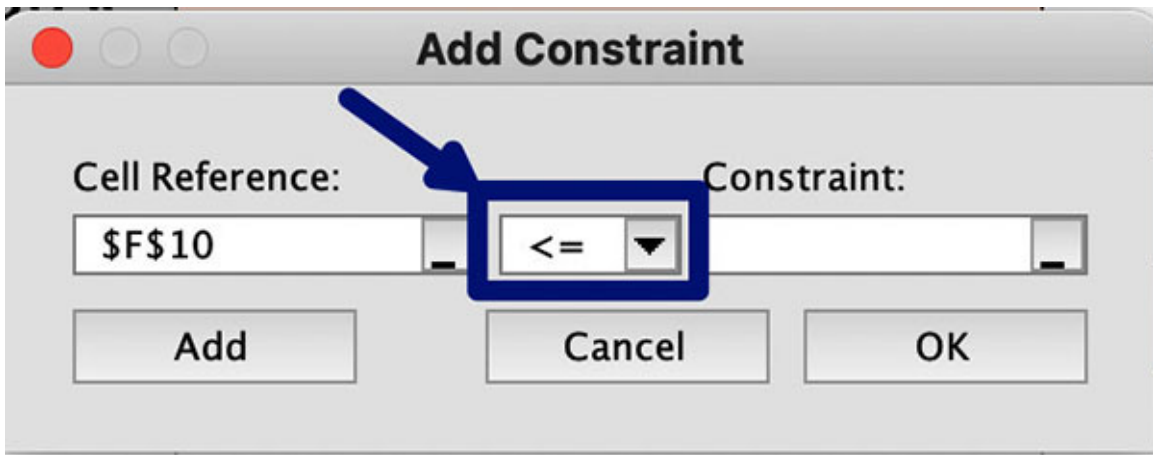 Add Constraint
Cell Reference: Constraint:
$F$10 <=
Add Cancel OK